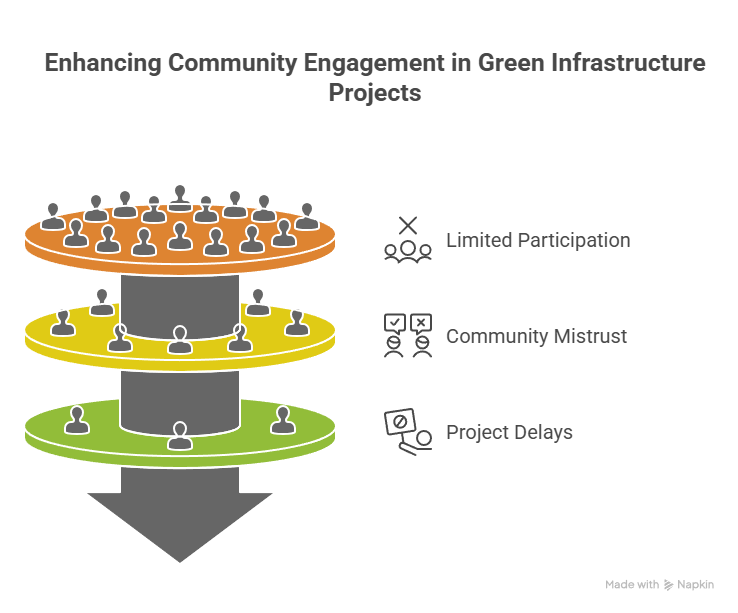 Enhancing Community Engagement in Green Infrastructure
Projects
Limited Participation
Community Mistrust
Project Delays
Made with Napkin